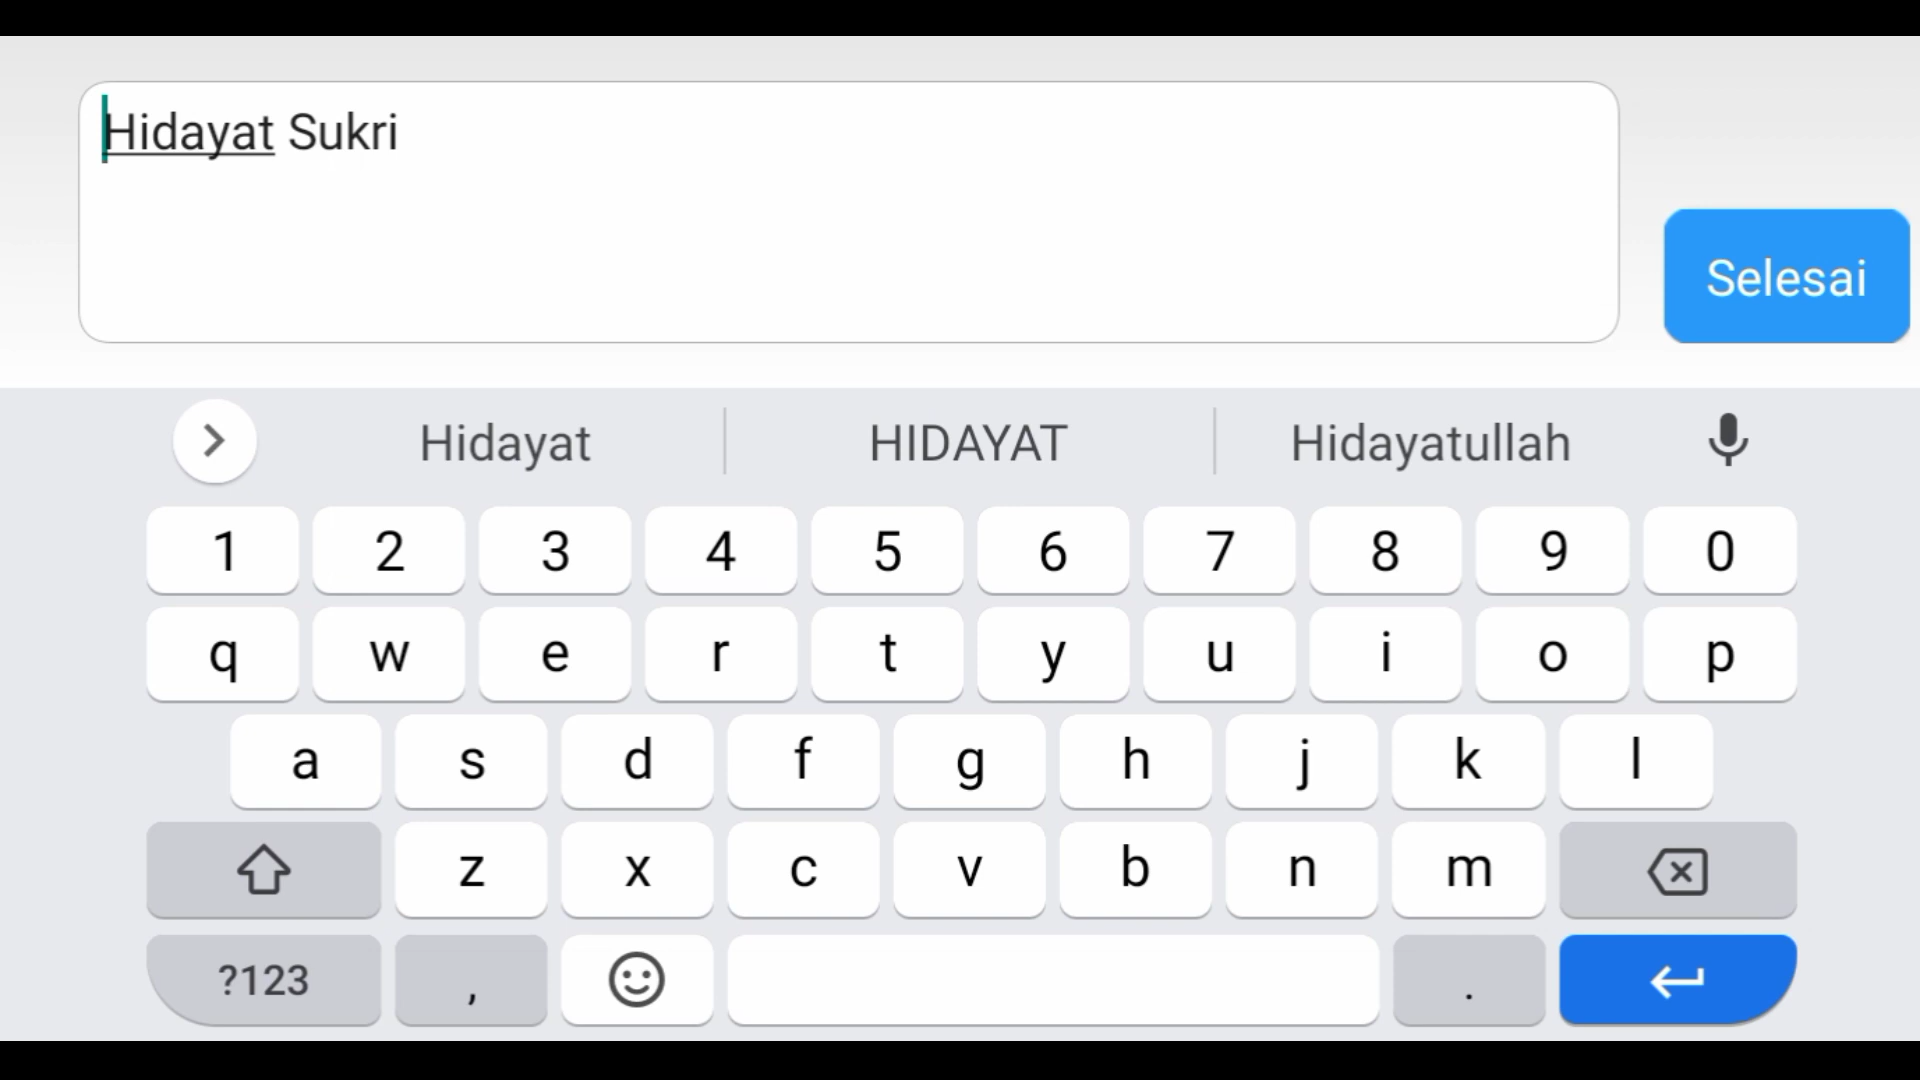 Hidayat Sukri
Selesai
Hidayat HIDAYAT Hidayatullah
1 2 3 4 5 6 7 8 9 0
q w e r t y u i o p
a s d f g h j k l
z x c v b n m
?123 , .